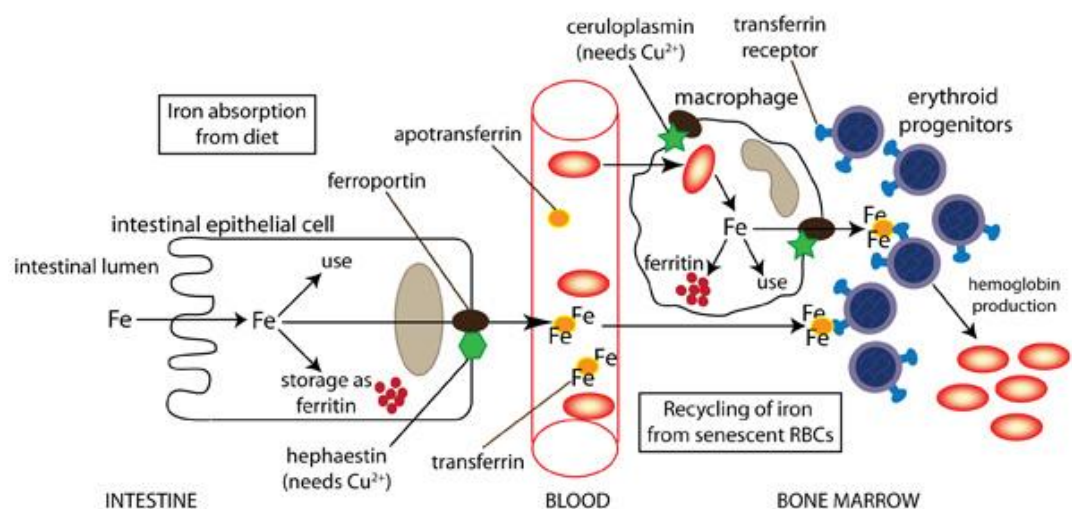 ceruloplasmin
(needs Cu²⁺)
transferrin
receptor
macrophage
erythroid
progenitors
Iron absorption
from diet
apotransferrin
ferroportin
intestinal epithelial cell
intestinal lumen
use
Fe
Fe
storage as
ferritin
hephaestin
(needs Cu²⁺)
transferrin
Fe
Fe
Fe
Fe
Fe
ferritin
use
Fe
Fe
Fe
Fe
hemoglobin
production
Recycling of iron
from senescent RBCs
INTESTINE
BLOOD
BONE MARROW